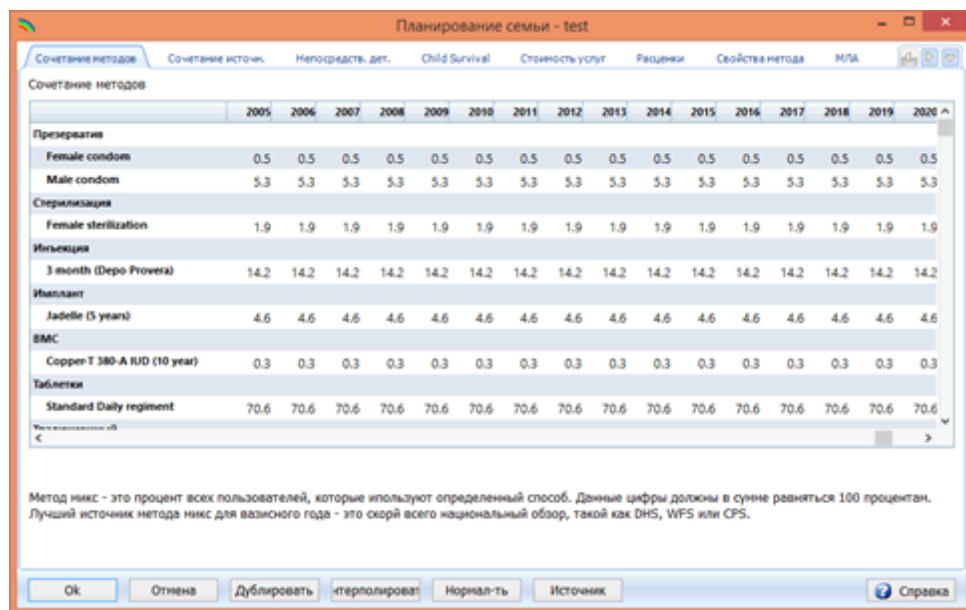 Планирование семьи - test
Сочетание методов Сочетание источн. Непосредств. дет. Child Survival Стоимость услуг Расценки Свойства метода МЛА
Сочетание методов
2005 2006 2007 2008 2009 2010 2011 2012 2013 2014 2015 2016 2017 2018 2019 2020
Презерватив
Female condom 0.5 0.5 0.5 0.5 0.5 0.5 0.5 0.5 0.5 0.5 0.5 0.5 0.5 0.5 0.5 0.5
Male condom 5.3 5.3 5.3 5.3 5.3 5.3 5.3 5.3 5.3 5.3 5.3 5.3 5.3 5.3 5.3 5.3
Стерилизация
Female sterilization 1.9 1.9 1.9 1.9 1.9 1.9 1.9 1.9 1.9 1.9 1.9 1.9 1.9 1.9 1.9 1.9
Инъекция
3 month (Depo Provera) 14.2 14.2 14.2 14.2 14.2 14.2 14.2 14.2 14.2 14.2 14.2 14.2 14.2 14.2 14.2 14.2
Имплант
Jadelle (5 years) 4.6 4.6 4.6 4.6 4.6 4.6 4.6 4.6 4.6 4.6 4.6 4.6 4.6 4.6 4.6 4.6
ВМС
Copper-T 380-A IUD (10 year) 0.3 0.3 0.3 0.3 0.3 0.3 0.3 0.3 0.3 0.3 0.3 0.3 0.3 0.3 0.3 0.3
Таблетки
Standard Daily regiment 70.6 70.6 70.6 70.6 70.6 70.6 70.6 70.6 70.6 70.6 70.6 70.6 70.6 70.6 70.6 70.6
Метод микс - это процент всех пользователей, которые ипользуют определенный способ. Данные цифры должны в сумме равняться 100 процентам.
Лучший источник метода микс для вазисного года - это скорй всего национальный обзор, такой как DHS, WFS или CPS.
Ok Отмена Дублировать нтерполироват Нормал-ть Источник Справка